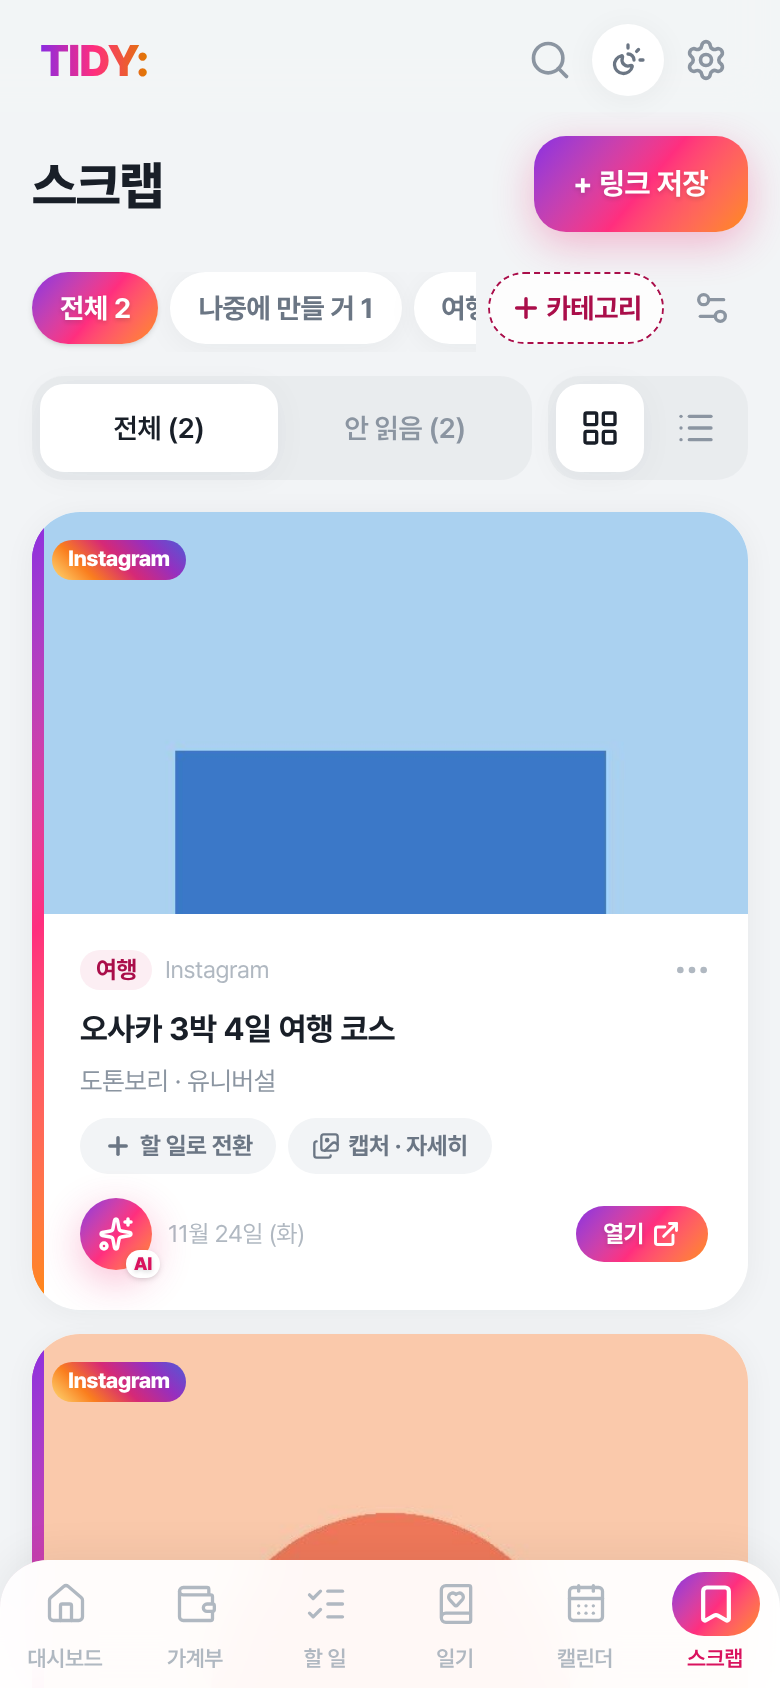 TIDY:
스크랩
+ 링크 저장
전체 2
나중에 만들 거 1
여행
+ 카테고리
전체 (2)
안 읽음 (2)
Instagram
여행 Instagram
오사카 3박 4일 여행 코스
도톤보리 · 유니버설
+ 할 일로 전환
캡처 · 자세히
AI
11월 24일 (화)
열기
Instagram
대시보드
가계부
할 일
일기
캘린더
스크랩